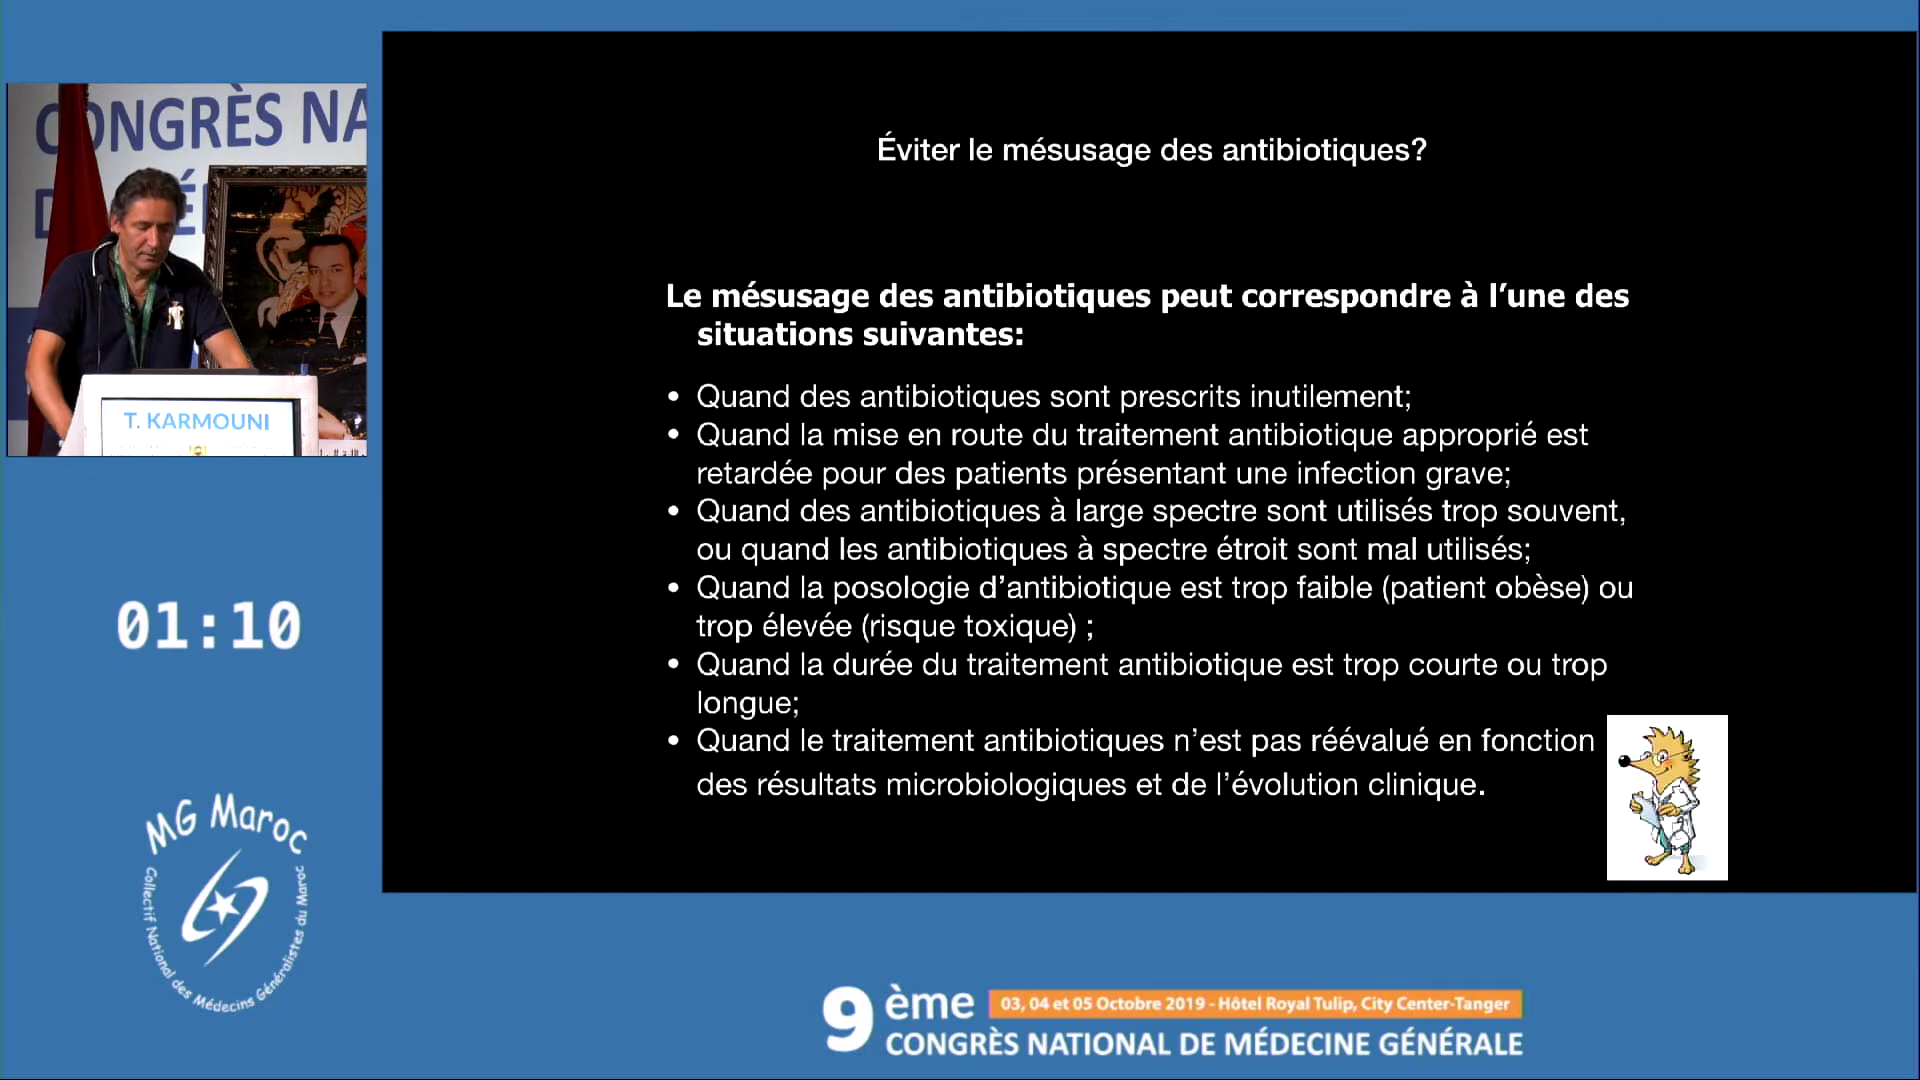 CONGRÈS NA
T. KARMOUNI
Éviter le mésusage des antibiotiques?
Le mésusage des antibiotiques peut correspondre à l’une des
situations suivantes:
• Quand des antibiotiques sont prescrits inutilement;
• Quand la mise en route du traitement antibiotique approprié est
retardée pour des patients présentant une infection grave;
• Quand des antibiotiques à large spectre sont utilisés trop souvent,
ou quand les antibiotiques à spectre étroit sont mal utilisés;
• Quand la posologie d’antibiotique est trop faible (patient obèse) ou
trop élevée (risque toxique) ;
• Quand la durée du traitement antibiotique est trop courte ou trop
longue;
• Quand le traitement antibiotiques n’est pas réévalué en fonction
des résultats microbiologiques et de l’évolution clinique.
01:10
MG Maroc
Collectif National des Médecins Généralistes du Maroc
9 ème 03, 04 et 05 Octobre 2019 - Hôtel Royal Tulip, City Center-Tanger
CONGRÈS NATIONAL DE MÉDECINE GÉNÉRALE